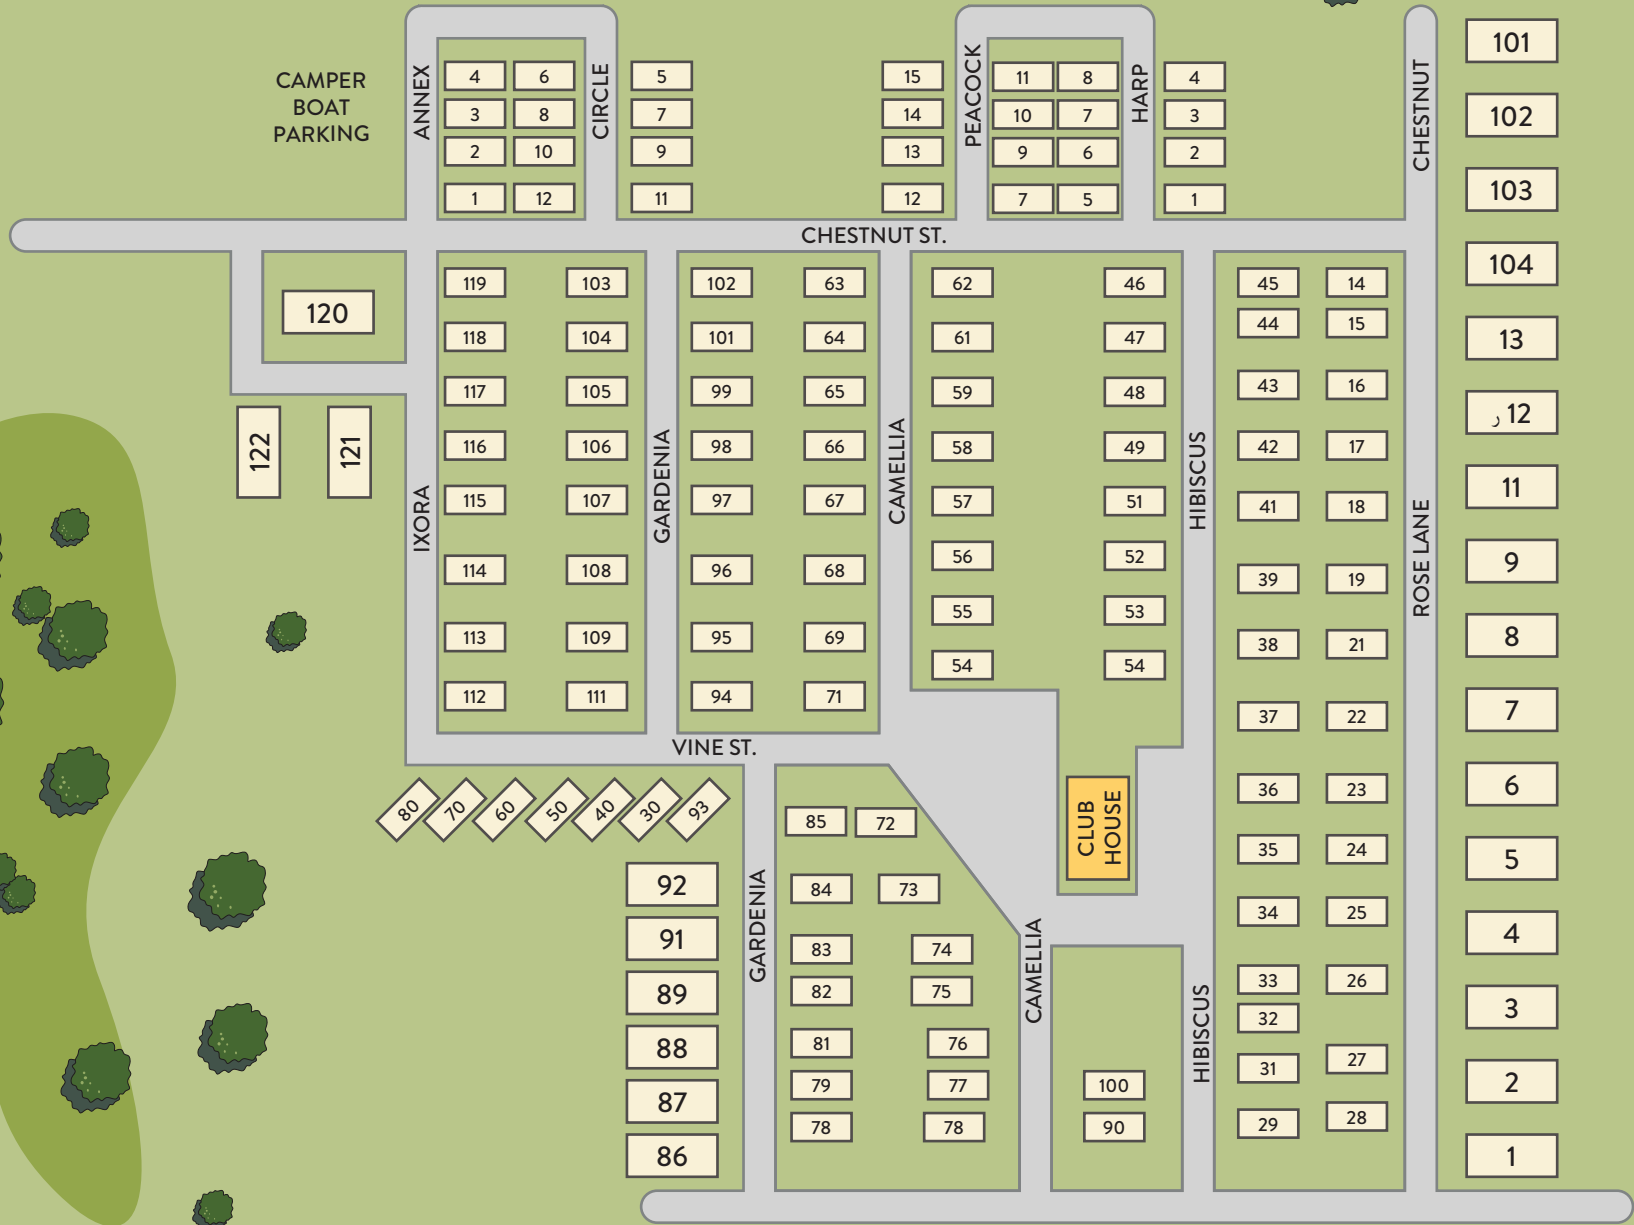 101
ANNEX
CIRCLE
PEACOCK
HARP
CHESTNUT
4 6 5 15 11 8 4
CAMPER
BOAT
PARKING
3 8 7 14 10 7 3
102
2 10 9 13 9 6 2
1 12 11 12 7 5 1
103
CHESTNUT ST.
104
119 103 102 63 62 46 45 14
120
44 15
118 104 101 64 61 47
13
117 105 99 65 59 48 43 16
ر 12
122 121
116 106 98 66 58 49 42 17
IXORA
GARDENIA
CAMELLIA
HIBISCUS
ROSE LANE
11
115 107 97 67 57 51 41 18
114 108 96 68 56 52 39 19
9
113 109 95 69 55 53 38 21
8
54 54
112 111 94 71 37 22
7
VINE ST.
80 70 60 50 40 30 93
85 72
CLUB
HOUSE
36 23
6
35 24
5
92
84 73
GARDENIA
34 25
4
91
83 74
CAMELLIA
89
82 75
33 26
3
HIBISCUS
32
88
81 76
31 27
87
79 77
100
2
86
78 78
90
29 28
1